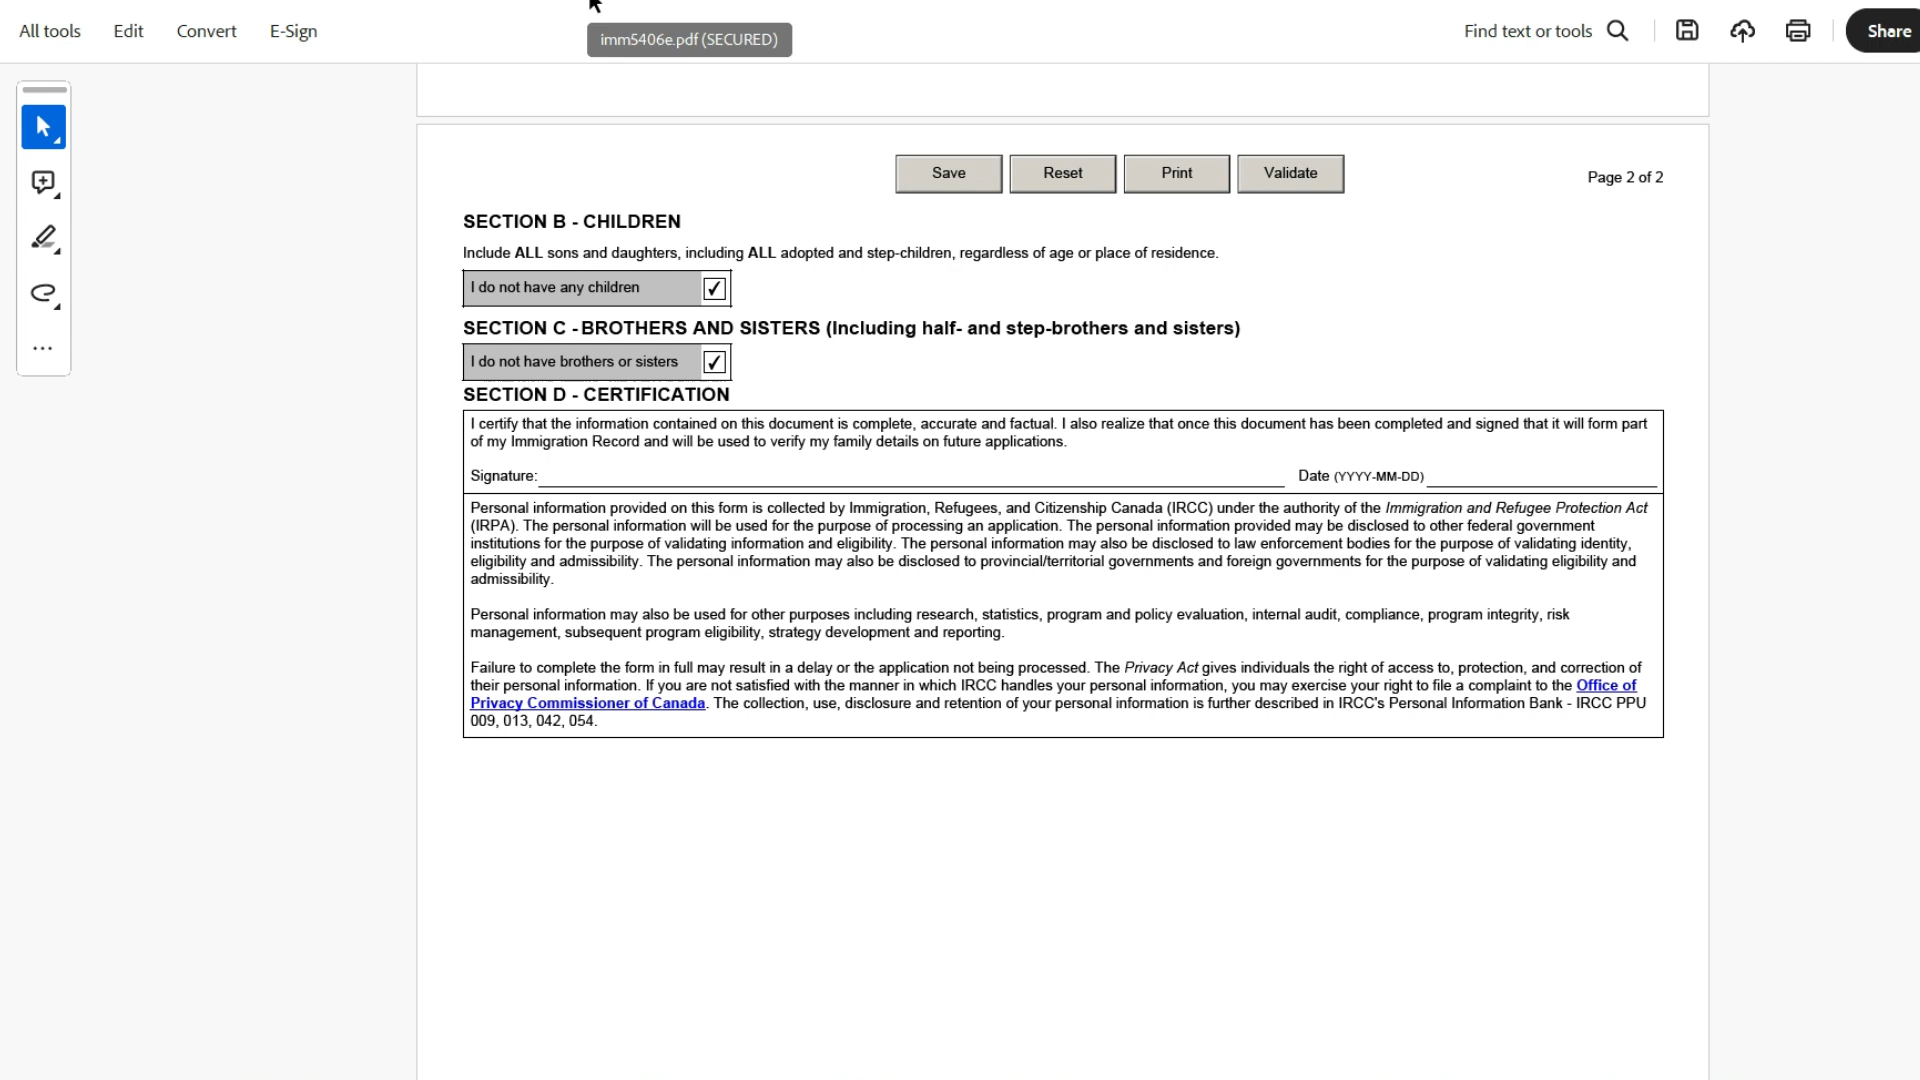 All tools Edit Convert E-Sign imm5406e.pdf (SECURED) Find text or tools Share
Save Reset Print Validate Page 2 of 2
SECTION B - CHILDREN
Include ALL sons and daughters, including ALL adopted and step-children, regardless of age or place of residence.
I do not have any children
SECTION C - BROTHERS AND SISTERS (Including half- and step-brothers and sisters)
I do not have brothers or sisters
SECTION D - CERTIFICATION
I certify that the information contained on this document is complete, accurate and factual. I also realize that once this document has been completed and signed that it will form part
of my Immigration Record and will be used to verify my family details on future applications.
Signature: Date (YYYY-MM-DD)
Personal information provided on this form is collected by Immigration, Refugees, and Citizenship Canada (IRCC) under the authority of the Immigration and Refugee Protection Act
(IRPA). The personal information will be used for the purpose of processing an application. The personal information provided may be disclosed to other federal government
institutions for the purpose of validating information and eligibility. The personal information may also be disclosed to law enforcement bodies for the purpose of validating identity,
eligibility and admissibility. The personal information may also be disclosed to provincial/territorial governments and foreign governments for the purpose of validating eligibility and
admissibility.
Personal information may also be used for other purposes including research, statistics, program and policy evaluation, internal audit, compliance, program integrity, risk
management, subsequent program eligibility, strategy development and reporting.
Failure to complete the form in full may result in a delay or the application not being processed. The Privacy Act gives individuals the right of access to, protection, and correction of
their personal information. If you are not satisfied with the manner in which IRCC handles your personal information, you may exercise your right to file a complaint to the Office of
Privacy Commissioner of Canada. The collection, use, disclosure and retention of your personal information is further described in IRCC's Personal Information Bank - IRCC PPU
009, 013, 042, 054.